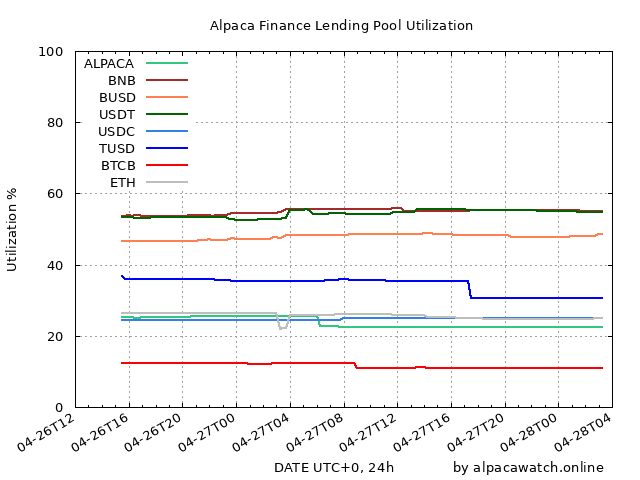 Alpaca Finance Lending Pool Utilization
100
80
60
40
20
0
Utilization %
ALPACA
BNB
BUSD
USDT
USDC
TUSD
BTCB
ETH
04-26T12
04-26T16
04-26T20
04-27T00
04-27T04
04-27T08
04-27T12
04-27T16
04-27T20
04-28T00
04-28T04
DATE UTC+0, 24h
by alpacawatch.online